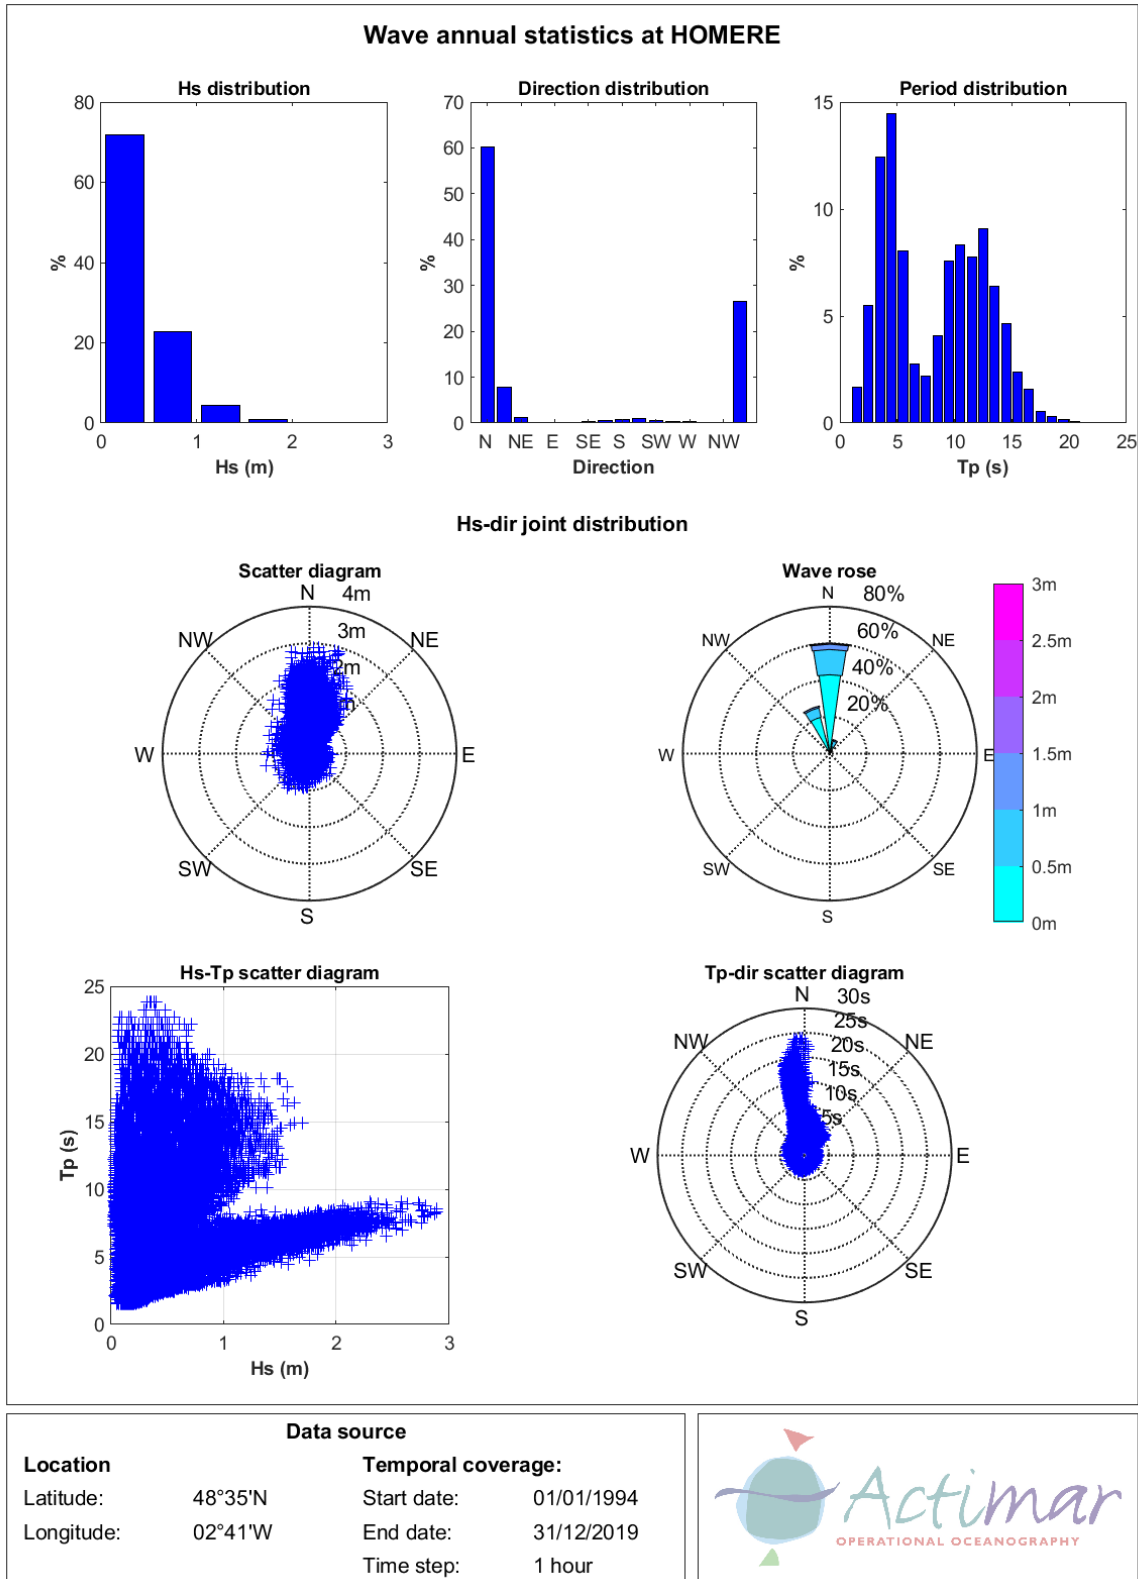 Wave annual statistics at HOMERE
Hs distribution
80
60
40
20
0
%
0 1 2 3
Hs (m)
Direction distribution
70
60
50
40
30
20
10
0
%
N NE E SE S SW W NW
Direction
Period distribution
15
10
5
0
%
0 5 10 15 20 25
Tp (s)
Hs-dir joint distribution
Scatter diagram
N 4m
NW 3m NE
2m
W E
SW SE
S
Wave rose
N 80%
NW 60% NE
40%
20%
W E
SW SE
S
3m
2.5m
2m
1.5m
1m
0.5m
0m
Hs-Tp scatter diagram
25
20
15
10
5
0
Tp (s)
0 1 2 3
Hs (m)
Tp-dir scatter diagram
N 30s
25s
NW 20s NE
15s
10s
5s
W E
SW SE
S
Data source
Location Temporal coverage:
Latitude: 48°35'N Start date: 01/01/1994
Longitude: 02°41'W End date: 31/12/2019
Time step: 1 hour
Actimar
OPERATIONAL OCEANOGRAPHY